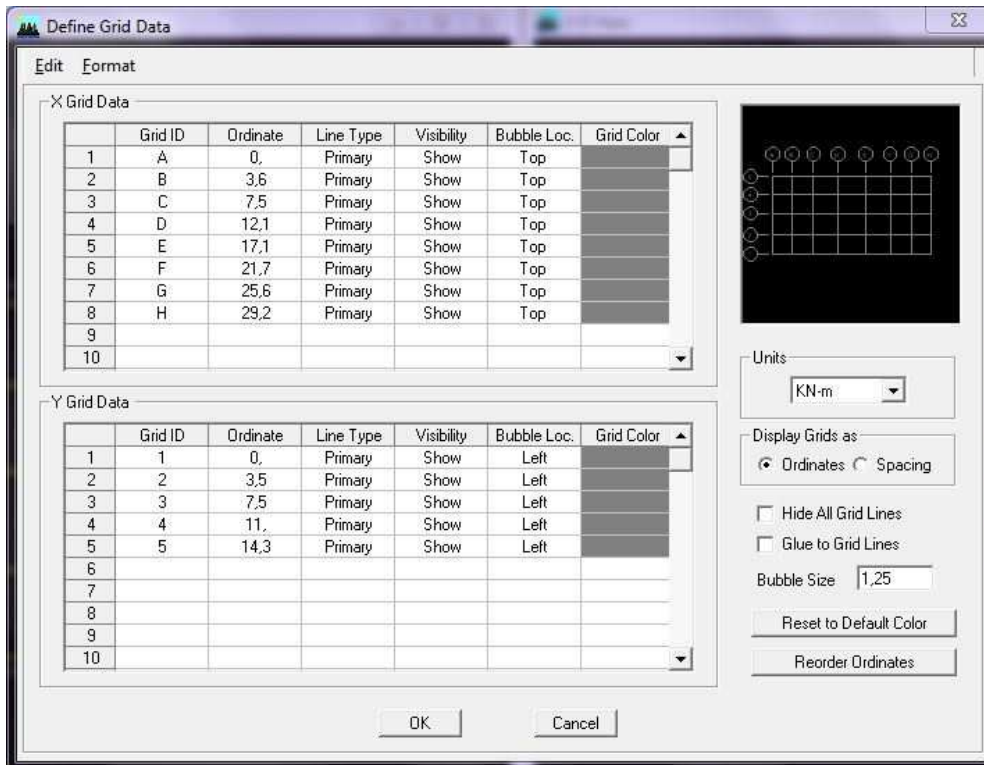 Define Grid Data
Edit Format
X Grid Data
Grid ID Ordinate Line Type Visibility Bubble Loc. Grid Color
1 A 0, Primary Show Top
2 B 3,6 Primary Show Top
3 C 7,5 Primary Show Top
4 D 12,1 Primary Show Top
5 E 17,1 Primary Show Top
6 F 21,7 Primary Show Top
7 G 25,6 Primary Show Top
8 H 29,2 Primary Show Top
9
10
Y Grid Data
Grid ID Ordinate Line Type Visibility Bubble Loc. Grid Color
1 1 0, Primary Show Left
2 2 3,5 Primary Show Left
3 3 7,5 Primary Show Left
4 4 11, Primary Show Left
5 5 14,3 Primary Show Left
6
7
8
9
10
Units
KN-m
Display Grids as
Ordinates Spacing
Hide All Grid Lines
Glue to Grid Lines
Bubble Size 1,25
Reset to Default Color
Reorder Ordinates
OK Cancel